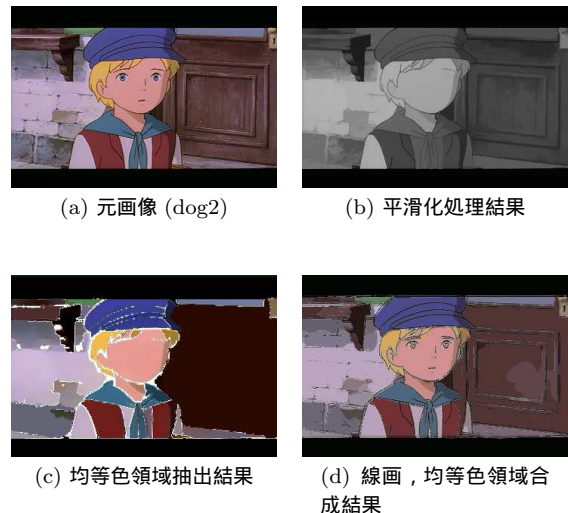 (a) 元画像 (dog2)
(b) 平滑化処理結果
(c) 均等色領域抽出結果
(d) 線画，均等色領域合
成結果